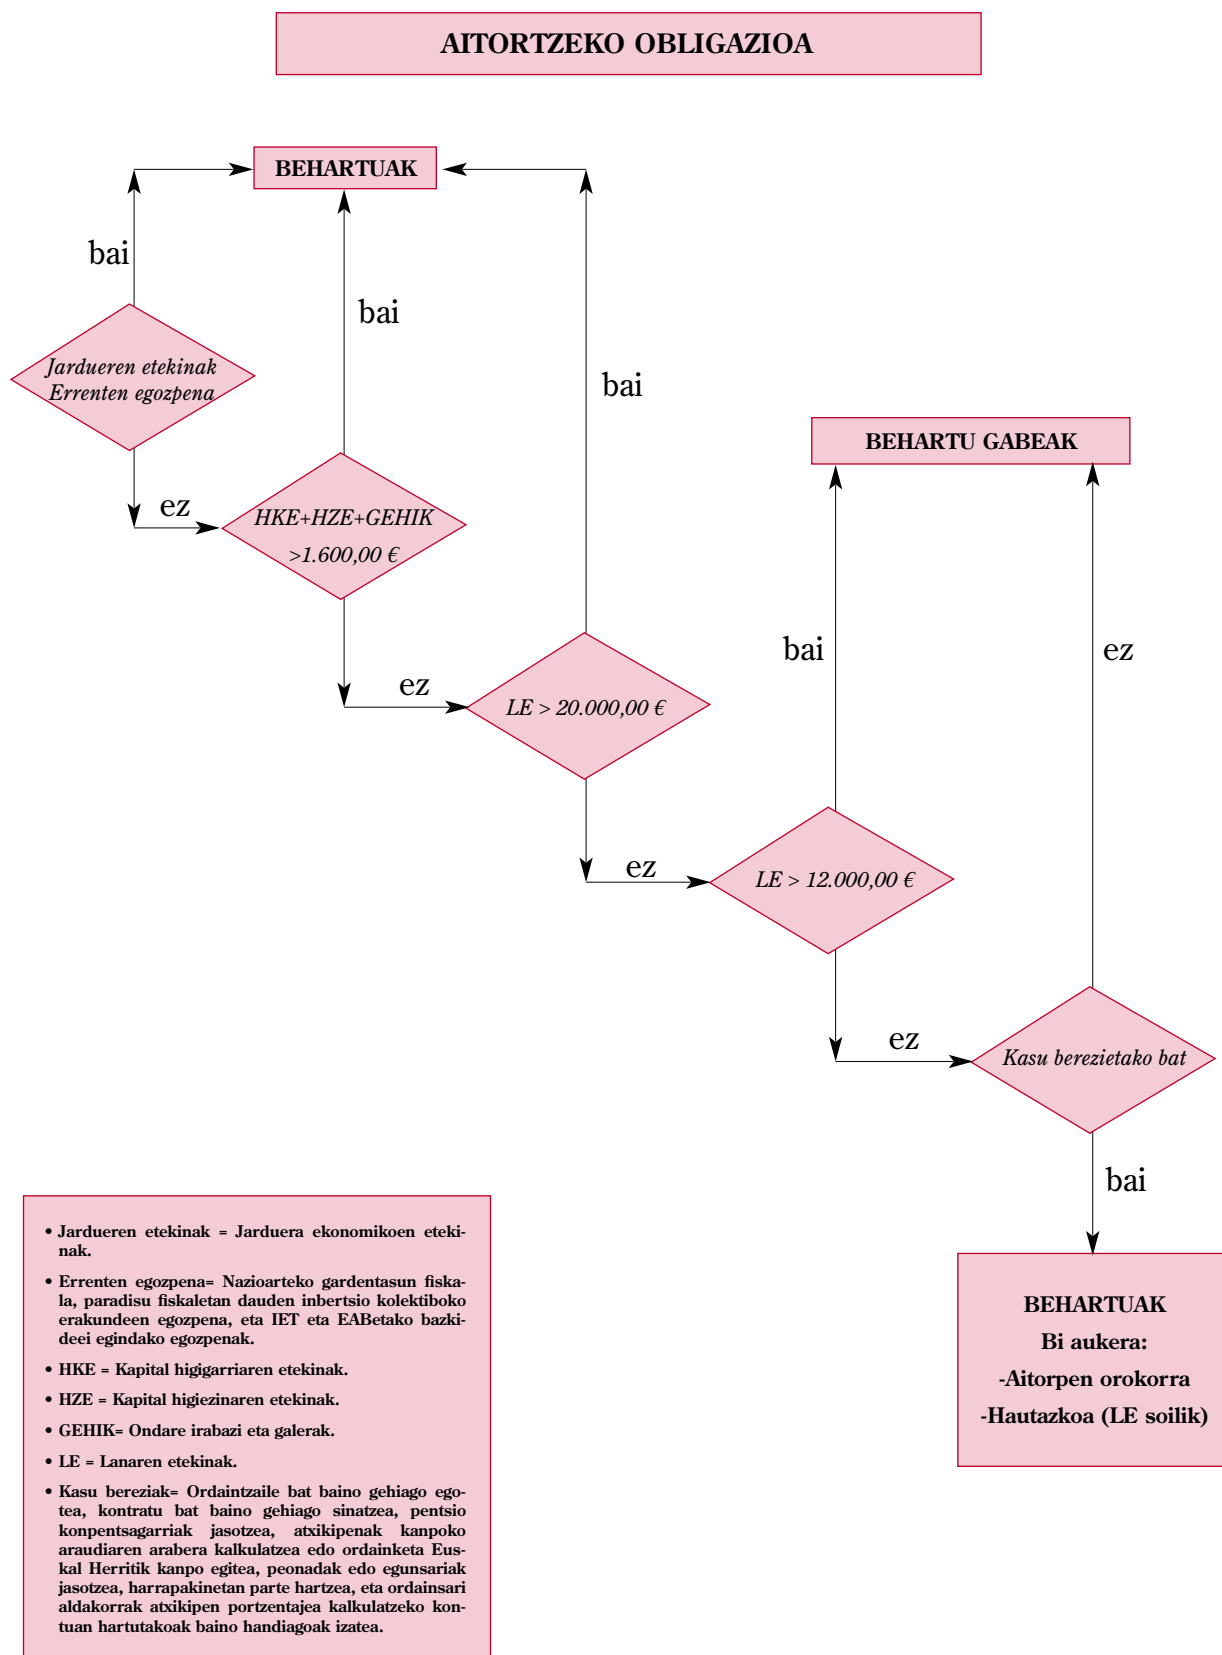 AITORTZEKO OBLIGAZIOA
BEHARTUAK
bai
bai
bai
Jardueren etekinak
Errenten egozpena
ez
HKE+HZE+GEHIK
>1.600,00 €
ez
LE > 20.000,00 €
ez
BEHARTU GABEAK
bai
ez
LE > 12.000,00 €
ez
Kasu berezietako bat
bai
BEHARTUAK
Bi aukera:
-Aitorpen orokorra
-Hautazkoa (LE soilik)
• Jardueren etekinak = Jarduera ekonomikoen eteki-
nak.
• Errenten egozpena= Nazioarteko gardentasun fiska-
la, paradisu fiskaletan dauden inbertsio kolektiboko
erakundeen egozpena, eta IET eta EABetako bazki-
deei egindako egozpenak.
• HKE = Kapital higigarriaren etekinak.
• HZE = Kapital higiezinaren etekinak.
• GEHIK= Ondare irabazi eta galerak.
• LE = Lanaren etekinak.
• Kasu bereziak= Ordaintzaile bat baino gehiago ego-
tea, kontratu bat baino gehiago sinatzea, pentsio
konpentsagarriak jasotzea, atxikipenak kanpoko
araudiaren arabera kalkulatzea edo ordainketa Eus-
kal Herritik kanpo egitea, peonadak edo egunsariak
jasotzea, harrapakinetan parte hartzea, eta ordainsari
aldakorrak atxikipen portzentajea kalkulatzeko kon-
tuan hartutakoak baino handiagoak izatea.